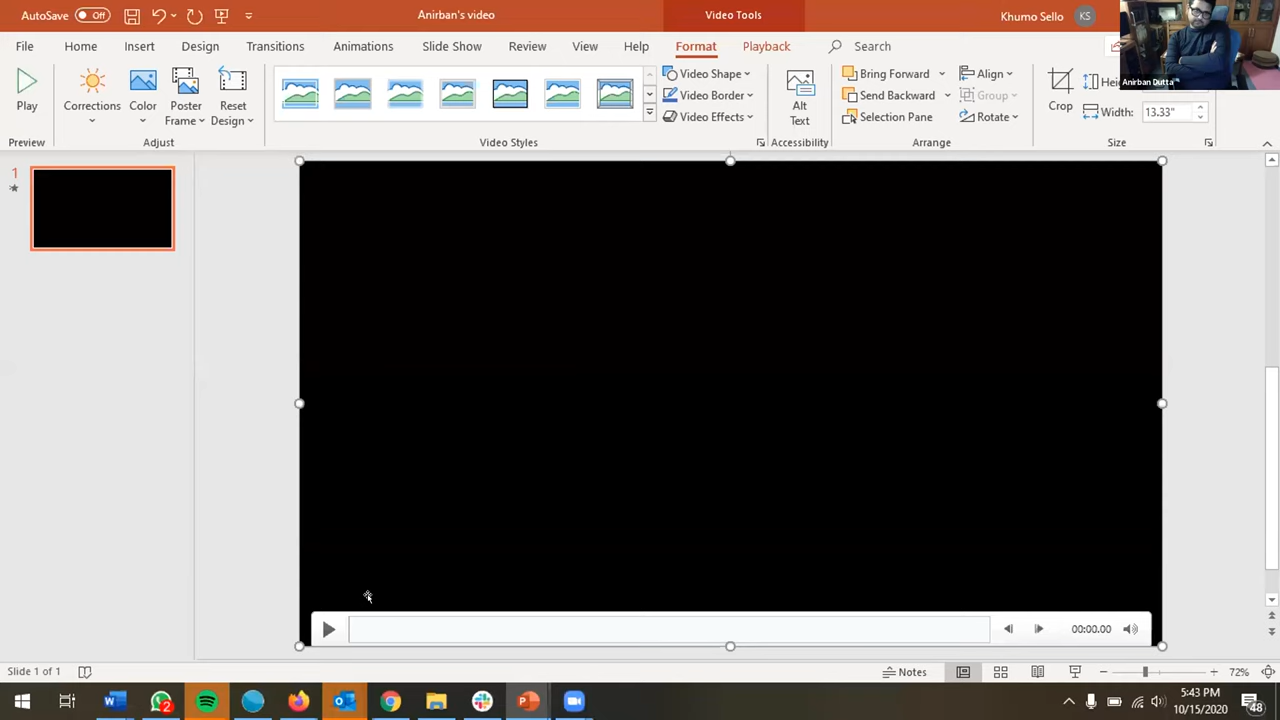 AutoSave Off Anirban's video Video Tools Khumo Sello KS
File Home Insert Design Transitions Animations Slide Show Review View Help Format Playback Search
Anirban Dutta
Play Corrections Color Poster Frame Reset Design Video Shape Video Border Video Effects Alt Text Bring Forward Send Backward Selection Pane Align Group Rotate Crop Width: 13.33"
Preview Adjust Video Styles Accessibility Arrange Size
1
00:00.00
Slide 1 of 1 Notes 72%
2 5:43 PM
10/15/2020 48